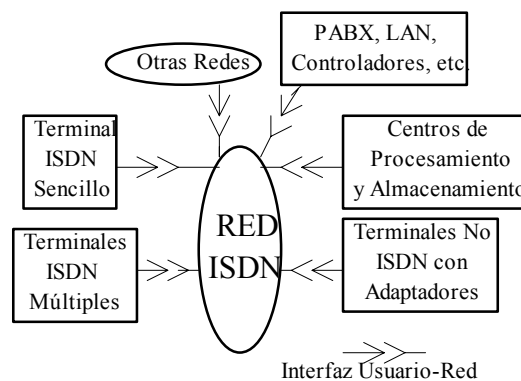 Otras Redes
PABX, LAN,
Controladores, etc.
Terminal
ISDN
Sencillo
Centros de
Procesamiento
y Almacenamiento
RED
ISDN
Terminales
ISDN
Múltiples
Terminales No
ISDN con
Adaptadores
Interfaz Usuario-Red